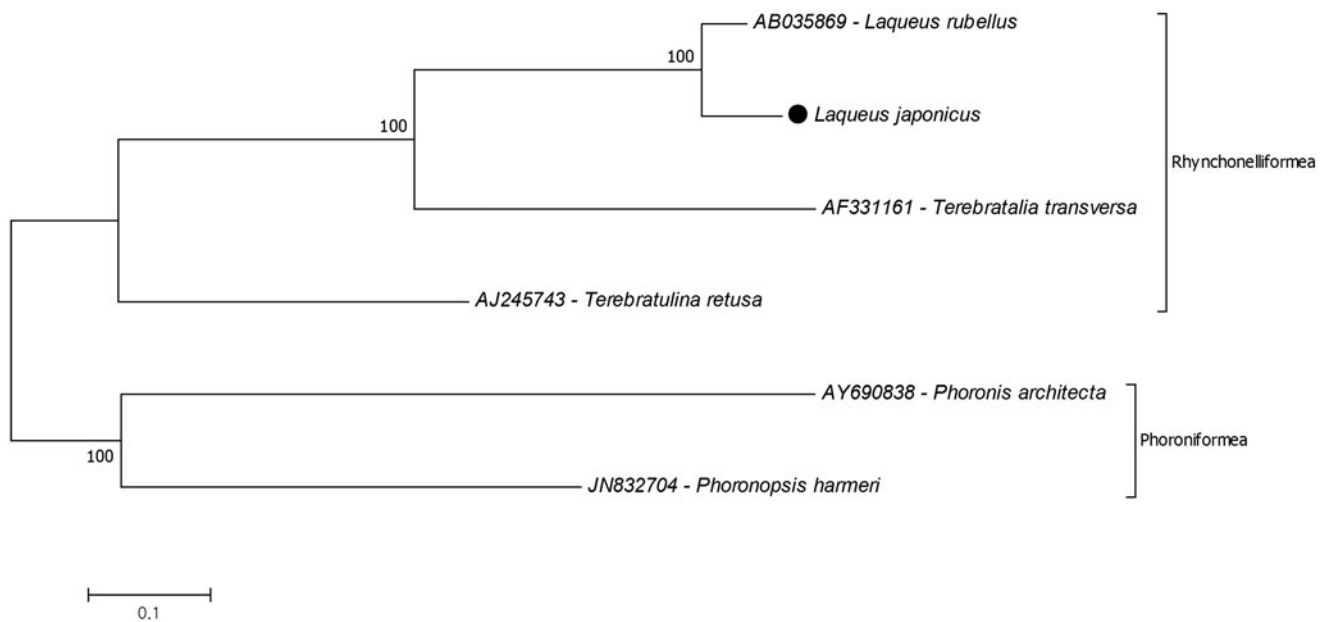 AB035869 - Laqueus rubellus
100
Laqueus japonicus
100
Rhynchonelliformea
AF331161 - Terebratalia transversa
AJ245743 - Terebratulina retusa
AY690838 - Phoronis architecta
Phoroniformea
100
JN832704 - Phoronopsis harmeri
0.1